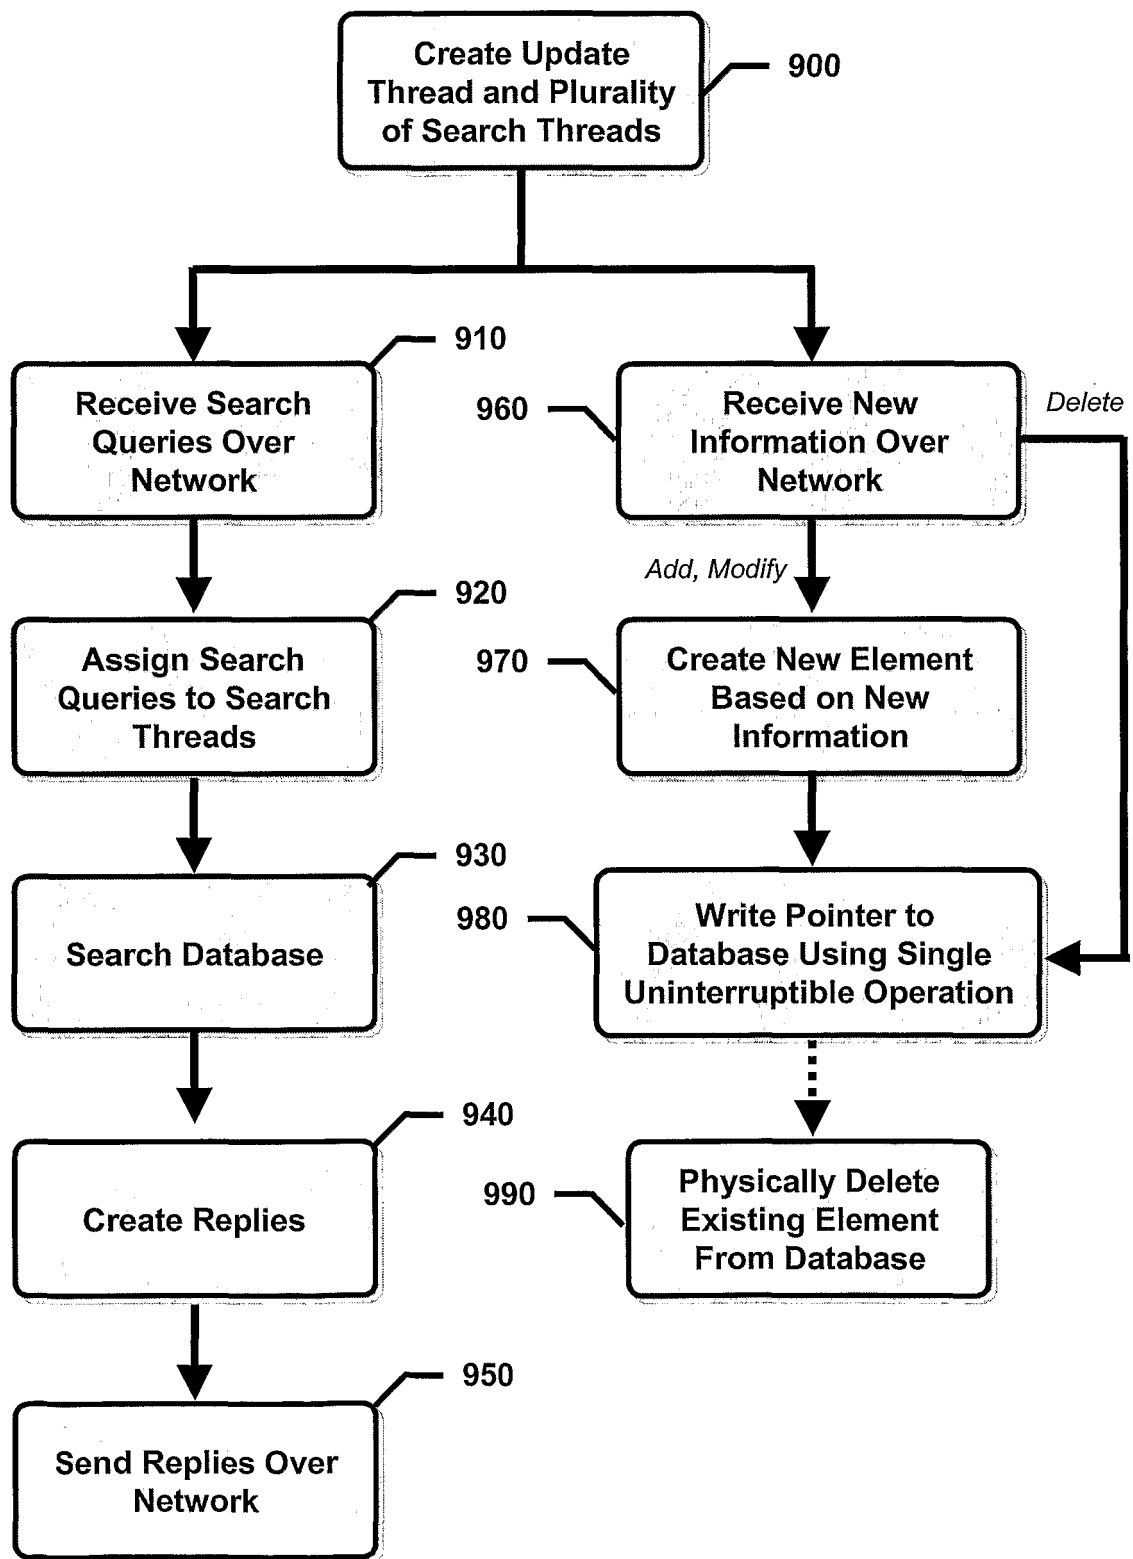 Create Update
Thread and Plurality
of Search Threads
900
910
Receive Search
Queries Over
Network
920
Assign Search
Queries to Search
Threads
930
Search Database
940
Create Replies
950
Send Replies Over
Network
960
Receive New
Information Over
Network
Delete
Add, Modify
970
Create New Element
Based on New
Information
980
Write Pointer to
Database Using Single
Uninterruptible Operation
990
Physically Delete
Existing Element
From Database